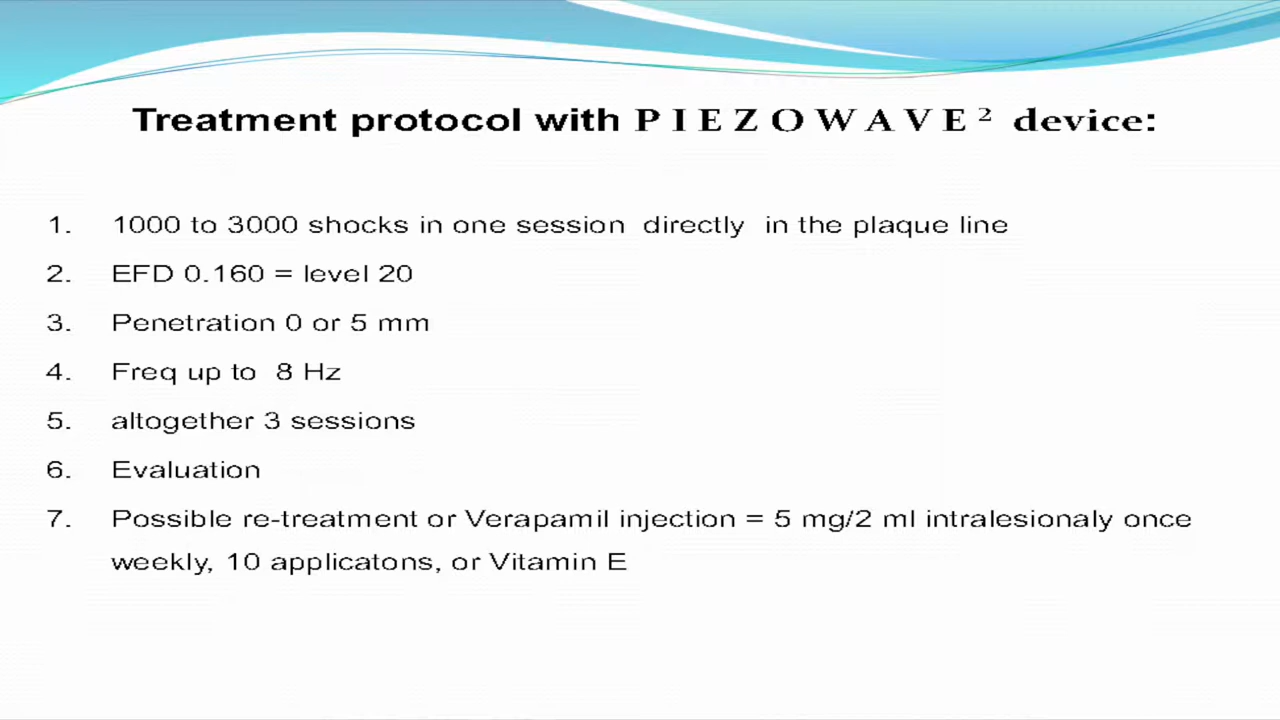 Treatment protocol with PIEZOWAVE² device:
1. 1000 to 3000 shocks in one session directly in the plaque line
2. EFD 0.160 = level 20
3. Penetration 0 or 5 mm
4. Freq up to 8 Hz
5. altogether 3 sessions
6. Evaluation
7. Possible re-treatment or Verapamil injection = 5 mg/2 ml intralesionaly once
weekly, 10 applicatons, or Vitamin E